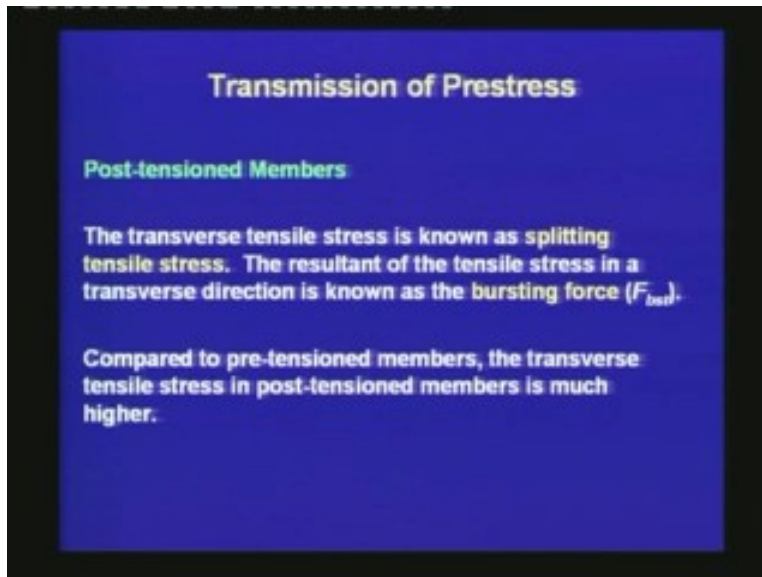 Transmission of Prestress
Post-tensioned Members
The transverse tensile stress is known as splitting
tensile stress. The resultant of the tensile stress in a
transverse direction is known as the bursting force (F_bst).
Compared to pre-tensioned members, the transverse
tensile stress in post-tensioned members is much
higher.